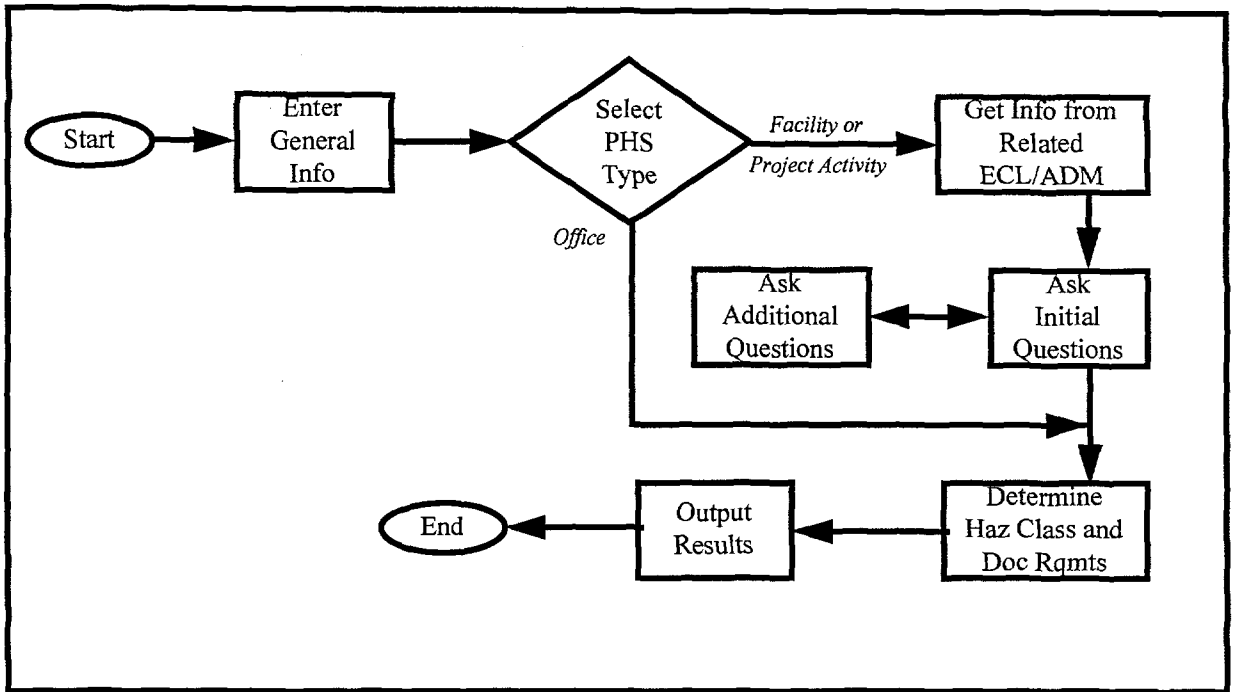 Start
Enter
General
Info
Select
PHS
Type
Facility or
Project Activity
Get Info from
Related
ECL/ADM
Office
Ask
Additional
Questions
Ask
Initial
Questions
End
Output
Results
Determine
Haz Class and
Doc Rqmts